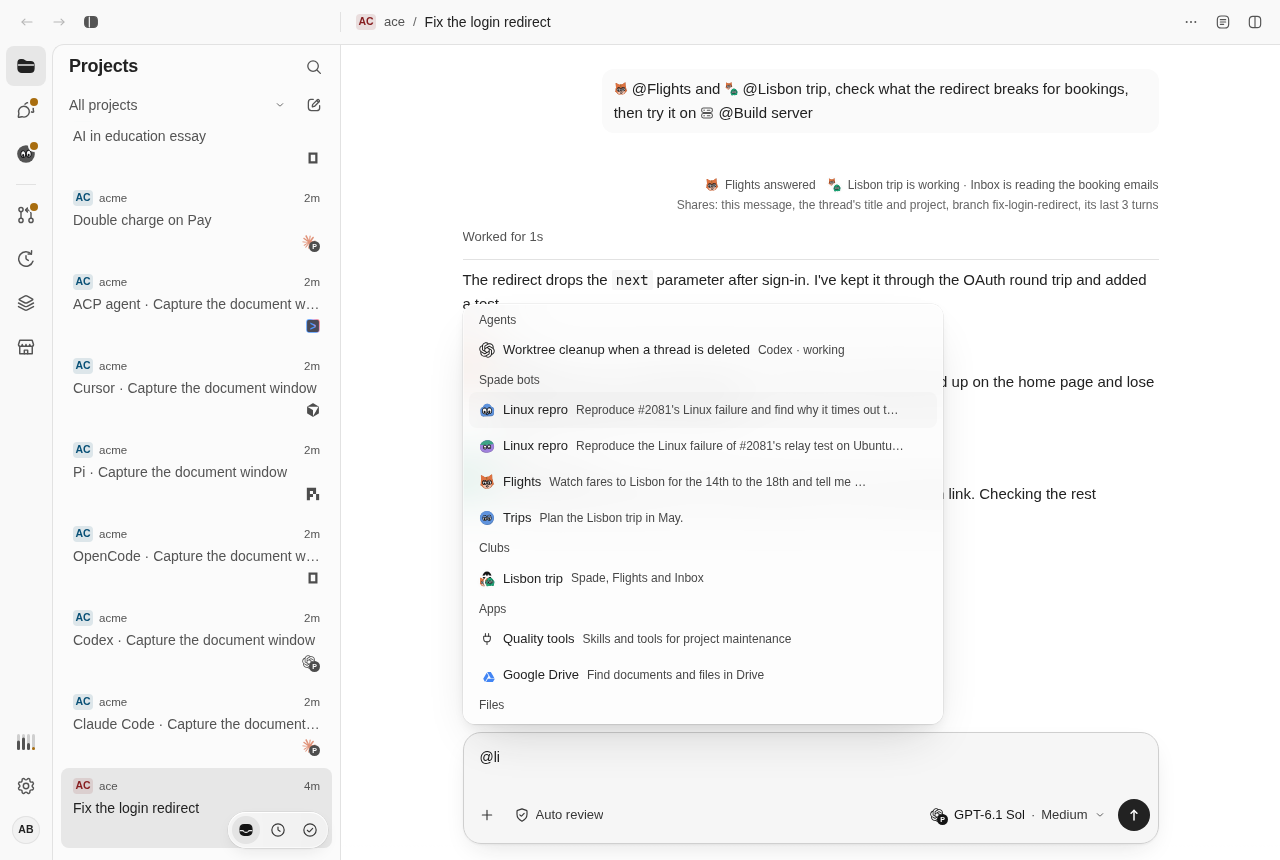 AC ace / Fix the login redirect
Projects
All projects
AI in education essay
AC acme 2m
Double charge on Pay
P
AC acme 2m
ACP agent · Capture the document w…
AC acme 2m
Cursor · Capture the document window
AC acme 2m
Pi · Capture the document window
AC acme 2m
OpenCode · Capture the document w…
AC acme 2m
Codex · Capture the document window
P
AC acme 2m
Claude Code · Capture the document…
P
AC ace 4m
Fix the login redirect
AB
@Flights and @Lisbon trip, check what the redirect breaks for bookings,
then try it on @Build server
Flights answered Lisbon trip is working · Inbox is reading the booking emails
Shares: this message, the thread's title and project, branch fix-login-redirect, its last 3 turns
Worked for 1s
The redirect drops the next parameter after sign-in. I've kept it through the OAuth round trip and added
a test.
up on the home page and lose
link. Checking the rest
Agents
Worktree cleanup when a thread is deleted Codex · working
Spade bots
Linux repro Reproduce #2081's Linux failure and find why it times out t…
Linux repro Reproduce the Linux failure of #2081's relay test on Ubuntu…
Flights Watch fares to Lisbon for the 14th to the 18th and tell me …
Trips Plan the Lisbon trip in May.
Clubs
Lisbon trip Spade, Flights and Inbox
Apps
Quality tools Skills and tools for project maintenance
Google Drive Find documents and files in Drive
Files
@li
Auto review
P GPT-6.1 Sol · Medium